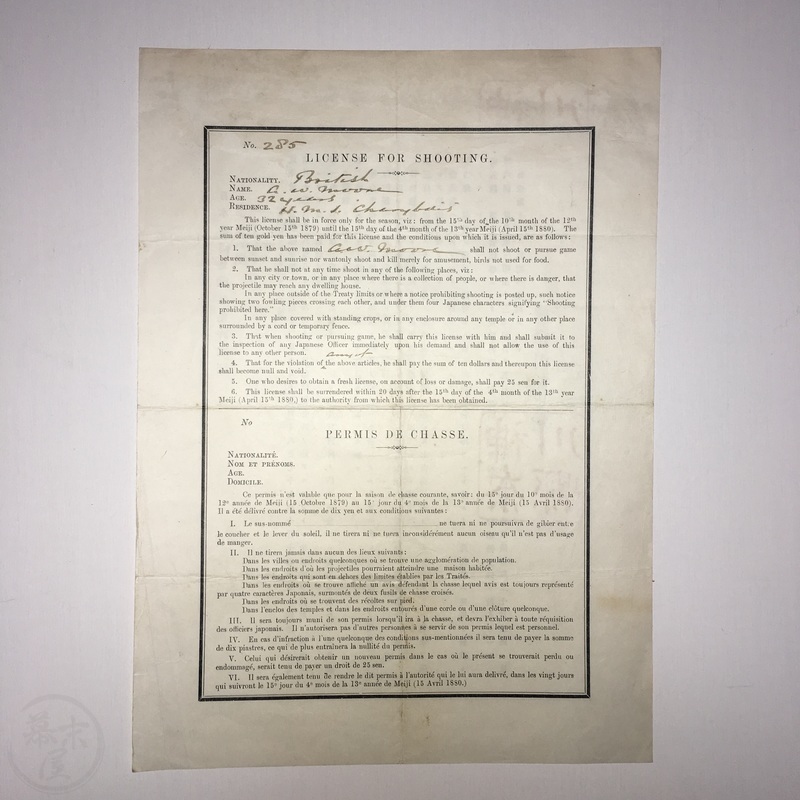 No. 285
LICENSE FOR SHOOTING.
NATIONALITY. British
NAME. A. W. Moore
AGE. 32 years
RESIDENCE. H. M. S. Charybdis
This license shall be in force only for the season, viz: from the 15th day of the 10th month of the 12th
year Meiji (October 15th 1879) until the 15th day of the 4th month of the 13th year Meiji (April 15th 1880). The
sum of ten gold yen has been paid for this license and the conditions upon which it is issued, are as follows:
1. That the above named A. W. Moore shall not shoot or pursue game
between sunset and sunrise nor wantonly shoot and kill merely for amusement, birds not used for food.
2. That he shall not at any time shoot in any of the following places, viz:
In any city or town, or in any place where there is a collection of people, or where there is danger, that
the projectile may reach any dwelling house.
In any place outside of the Treaty limits or where a notice prohibiting shooting is posted up, such notice
showing two fowling pieces crossing each other, and under them four Japanese characters signifying "Shooting
prohibited here."
In any place covered with standing crops, or in any enclosure around any temple or in any other place
surrounded by a cord or temporary fence.
3. That when shooting or pursuing game, he shall carry this license with him and shall submit it to
the inspection of any Japanese Officer immediately upon his demand and shall not allow the use of this
license to any other person.
4. That for the violation of the above articles, he shall pay the sum of ten dollars and thereupon this license
shall become null and void.
5. One who desires to obtain a fresh license, on account of loss or damage, shall pay 25 sen for it.
6. This license shall be surrendered within 20 days after the 15th day of the 4th month of the 13th year
Meiji (April 15th 1880,) to the authority from which this license has been obtained.
No
PERMIS DE CHASSE.
NATIONALITÉ.
NOM ET PRÉNOMS.
AGE.
DOMICILE.
Ce permis n'est valable que pour la saison de chasse courante, savoir: du 15e jour du 10e mois de la
12e année de Meiji (15 Octobre 1879) au 15e jour du 4e mois de la 13e année de Meiji (15 Avril 1880).
Il a été délivré contre la somme de dix yen et aux conditions suivantes:
I. Le sus-nommé ne tuera ni ne poursuivra de gibier entre
le coucher et le lever du soleil, il ne tirera ni ne tuera inconsidérément aucun oiseau qu'il n'est pas d'usage
de manger.
II. Il ne tirera jamais dans aucun des lieux suivants:
Dans les villes ou endroits quelconques où se trouve une agglomération de population.
Dans les endroits d'où les projectiles pourraient atteindre une maison habitée.
Dans les endroits qui sont en dehors des limites établies par les Traités.
Dans les endroits où se trouve affiché un avis défendant la chasse lequel avis est toujours représenté
par quatre caractères Japonais, surmontés de deux fusils de chasse croisés.
Dans les endroits où se trouvent des récoltes sur pied.
Dans l'enclos des temples et dans les endroits entourés d'une corde ou d'une clôture quelconque.
III. Il sera toujours muni de son permis lorsqu'il ira à la chasse, et devra l'exhiber à toute réquisition
des officiers japonais. Il n'autorisera pas d'autres personnes à se servir de son permis lequel est personnel.
IV. En cas d'infraction à l'une quelconque des conditions sus-mentionnées il sera tenu de payer la somme
de dix piastres, ce qui de plus entraînera la nullité du permis.
V. Celui qui désirerait obtenir un nouveau permis dans le cas où le présent se trouverait perdu ou
endommagé, serait tenu de payer un droit de 25 sen.
VI. Il sera également tenu de rendre le dit permis à l'autorité qui le lui aura délivré, dans les vingt jours
qui suivront le 15e jour du 4e mois de la 13e année de Meiji (15 Avril 1880.)
幕末屋